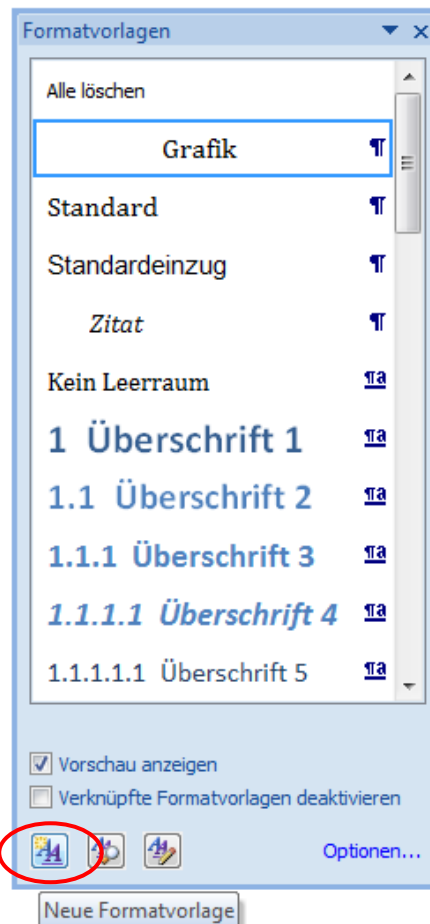 Formatvorlagen
Alle löschen
Grafik ¶
Standard ¶
Standardeinzug ¶
Zitat ¶
Kein Leerraum ¶a
1 Überschrift 1 ¶a
1.1 Überschrift 2 ¶a
1.1.1 Überschrift 3 ¶a
1.1.1.1 Überschrift 4 ¶a
1.1.1.1.1 Überschrift 5 ¶a
Vorschau anzeigen
Verknüpfte Formatvorlagen deaktivieren
Optionen...
Neue Formatvorlage